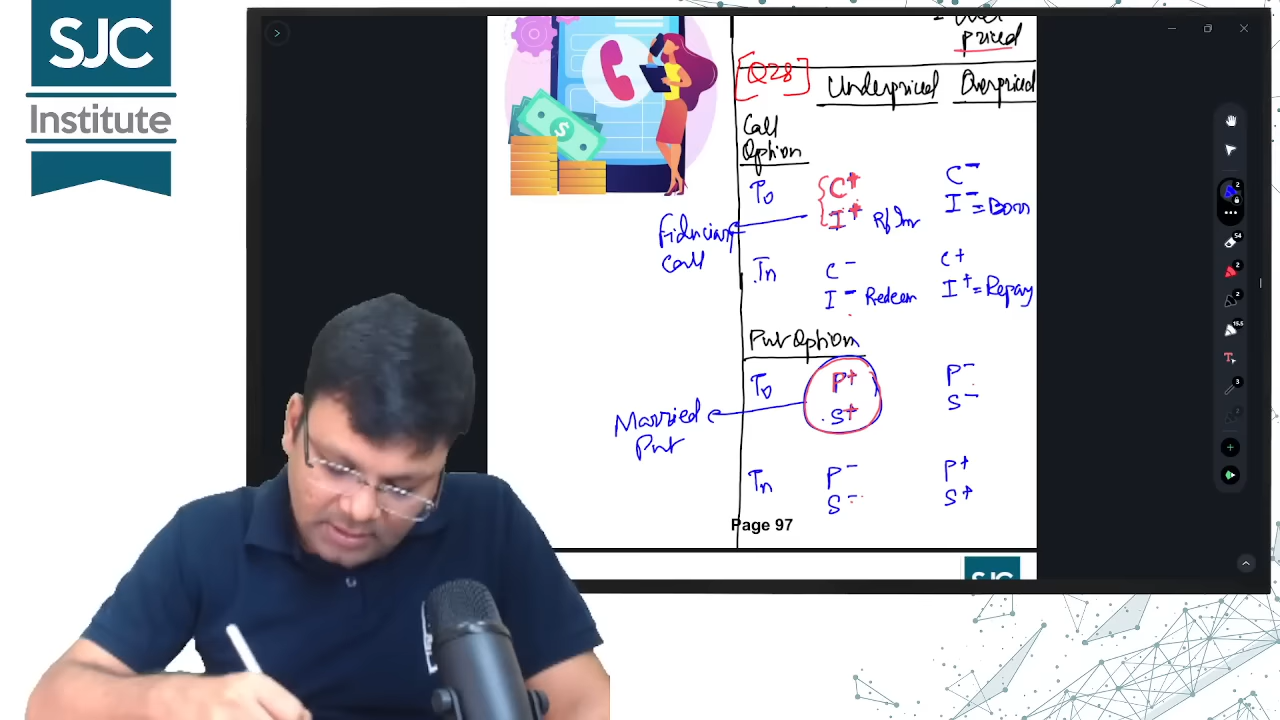 SJC
Institute
priced
[Q28] Underpriced Overpriced
Call
Option
T0 C+ C-
I+ Rf Inv I- = Borr
Fiduciary
Call
Tn C- C+
I- Redeem I+ = Repay
Put Option
T0 P+ P-
S+ S-
Married
Put
Tn P- P+
S- S+
Page 97
SJC